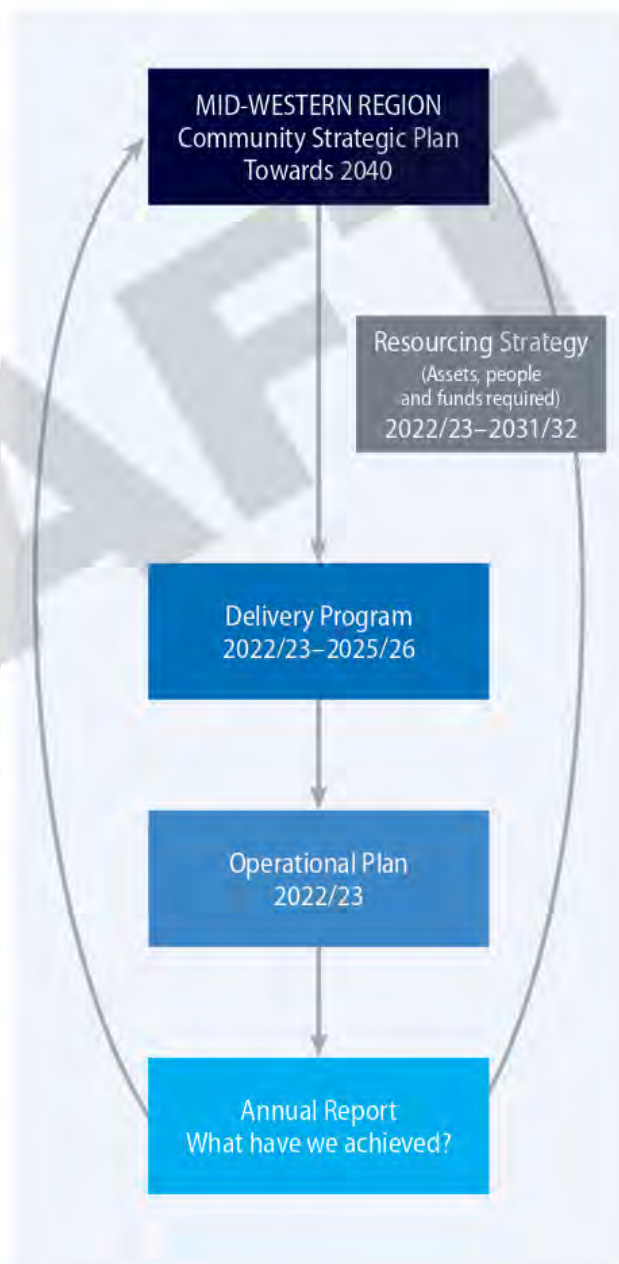 MID-WESTERN REGION
Community Strategic Plan
Towards 2040
Resourcing Strategy
(Assets, people
and funds required)
2022/23–2031/32
Delivery Program
2022/23–2025/26
Operational Plan
2022/23
Annual Report
What have we achieved?